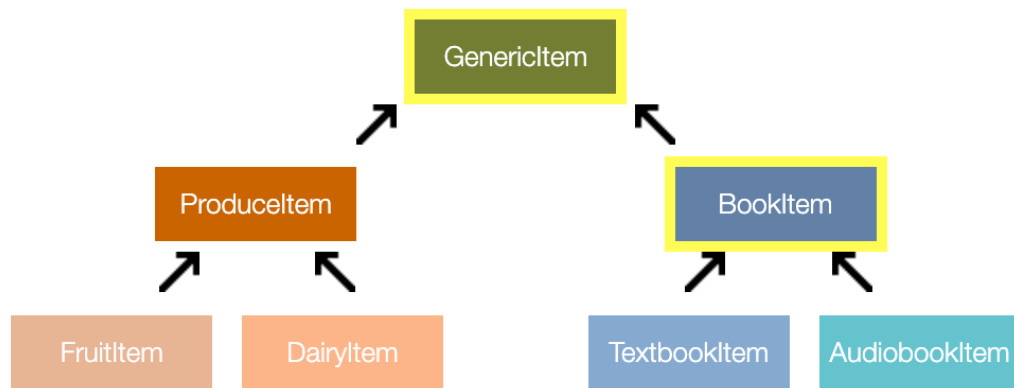 GenericItem
ProduceItem
BookItem
FruitItem
DairyItem
TextbookItem
AudiobookItem